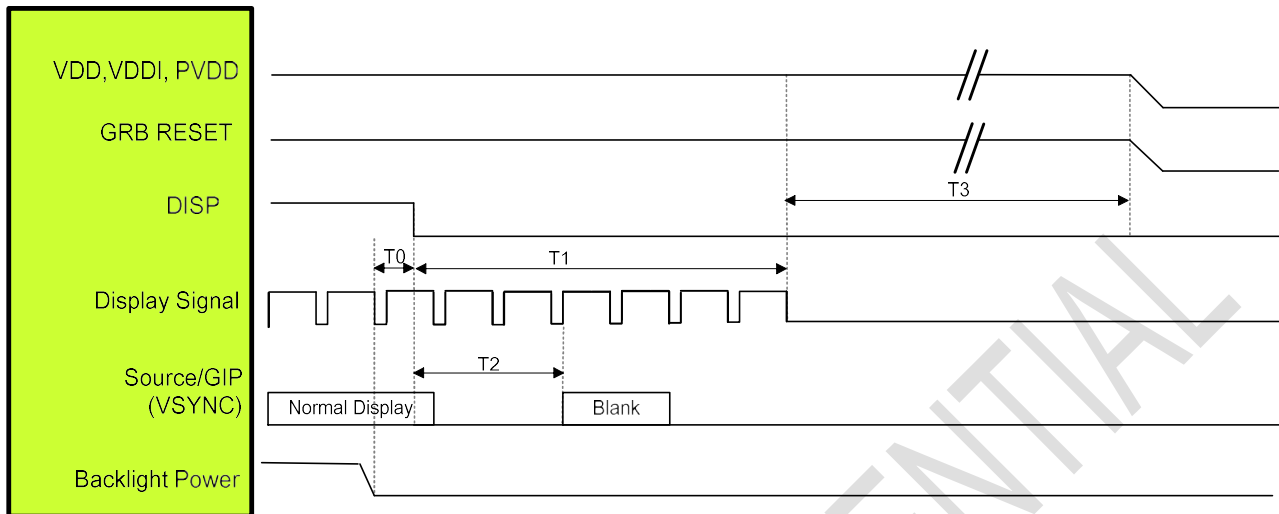 VDD,VDDI, PVDD
GRB RESET
T3
DISP
T0
T1
Display Signal
T2
Source/GIP
(VSYNC)
Normal Display
Blank
Backlight Power
ENTIAL